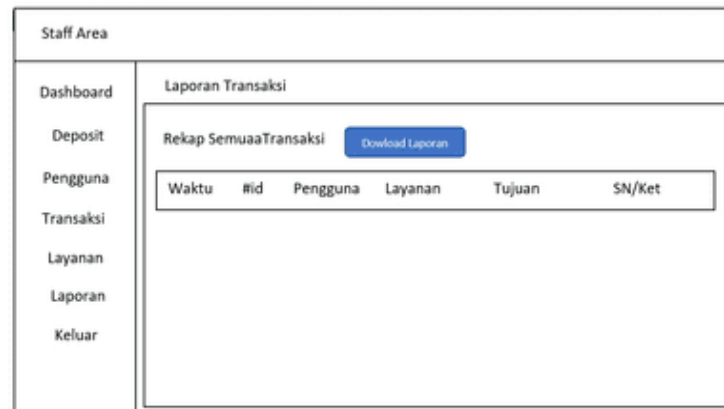 Staff Area
Dashboard
Deposit
Pengguna
Transaksi
Layanan
Laporan
Keluar
Laporan Transaksi
Rekap SemuaaTransaksi
Dowload Laporan
Waktu #id Pengguna Layanan Tujuan SN/Ket